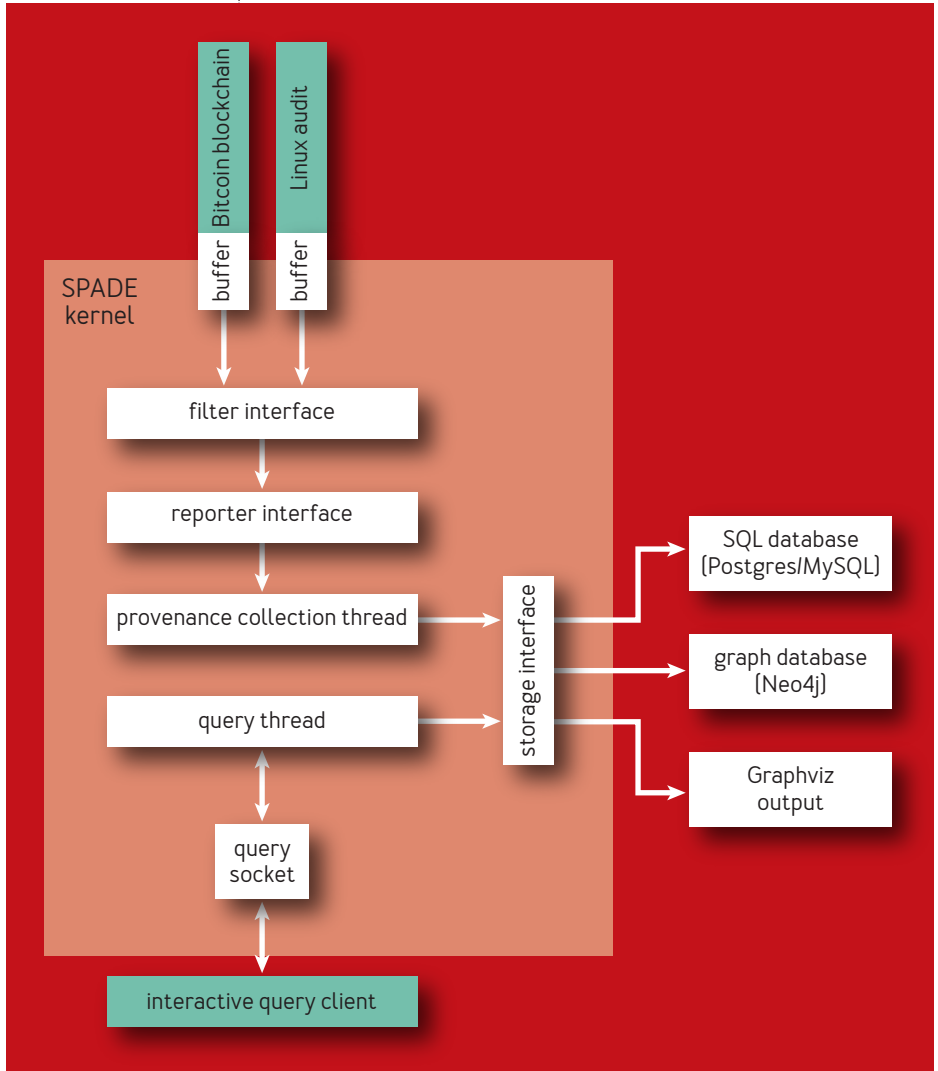 Bitcoin blockchain
Linux audit
buffer
buffer
SPADE
kernel
filter interface
reporter interface
provenance collection thread
query thread
storage interface
SQL database
(Postgres/MySQL)
graph database
(Neo4j)
Graphviz
output
query
socket
interactive query client